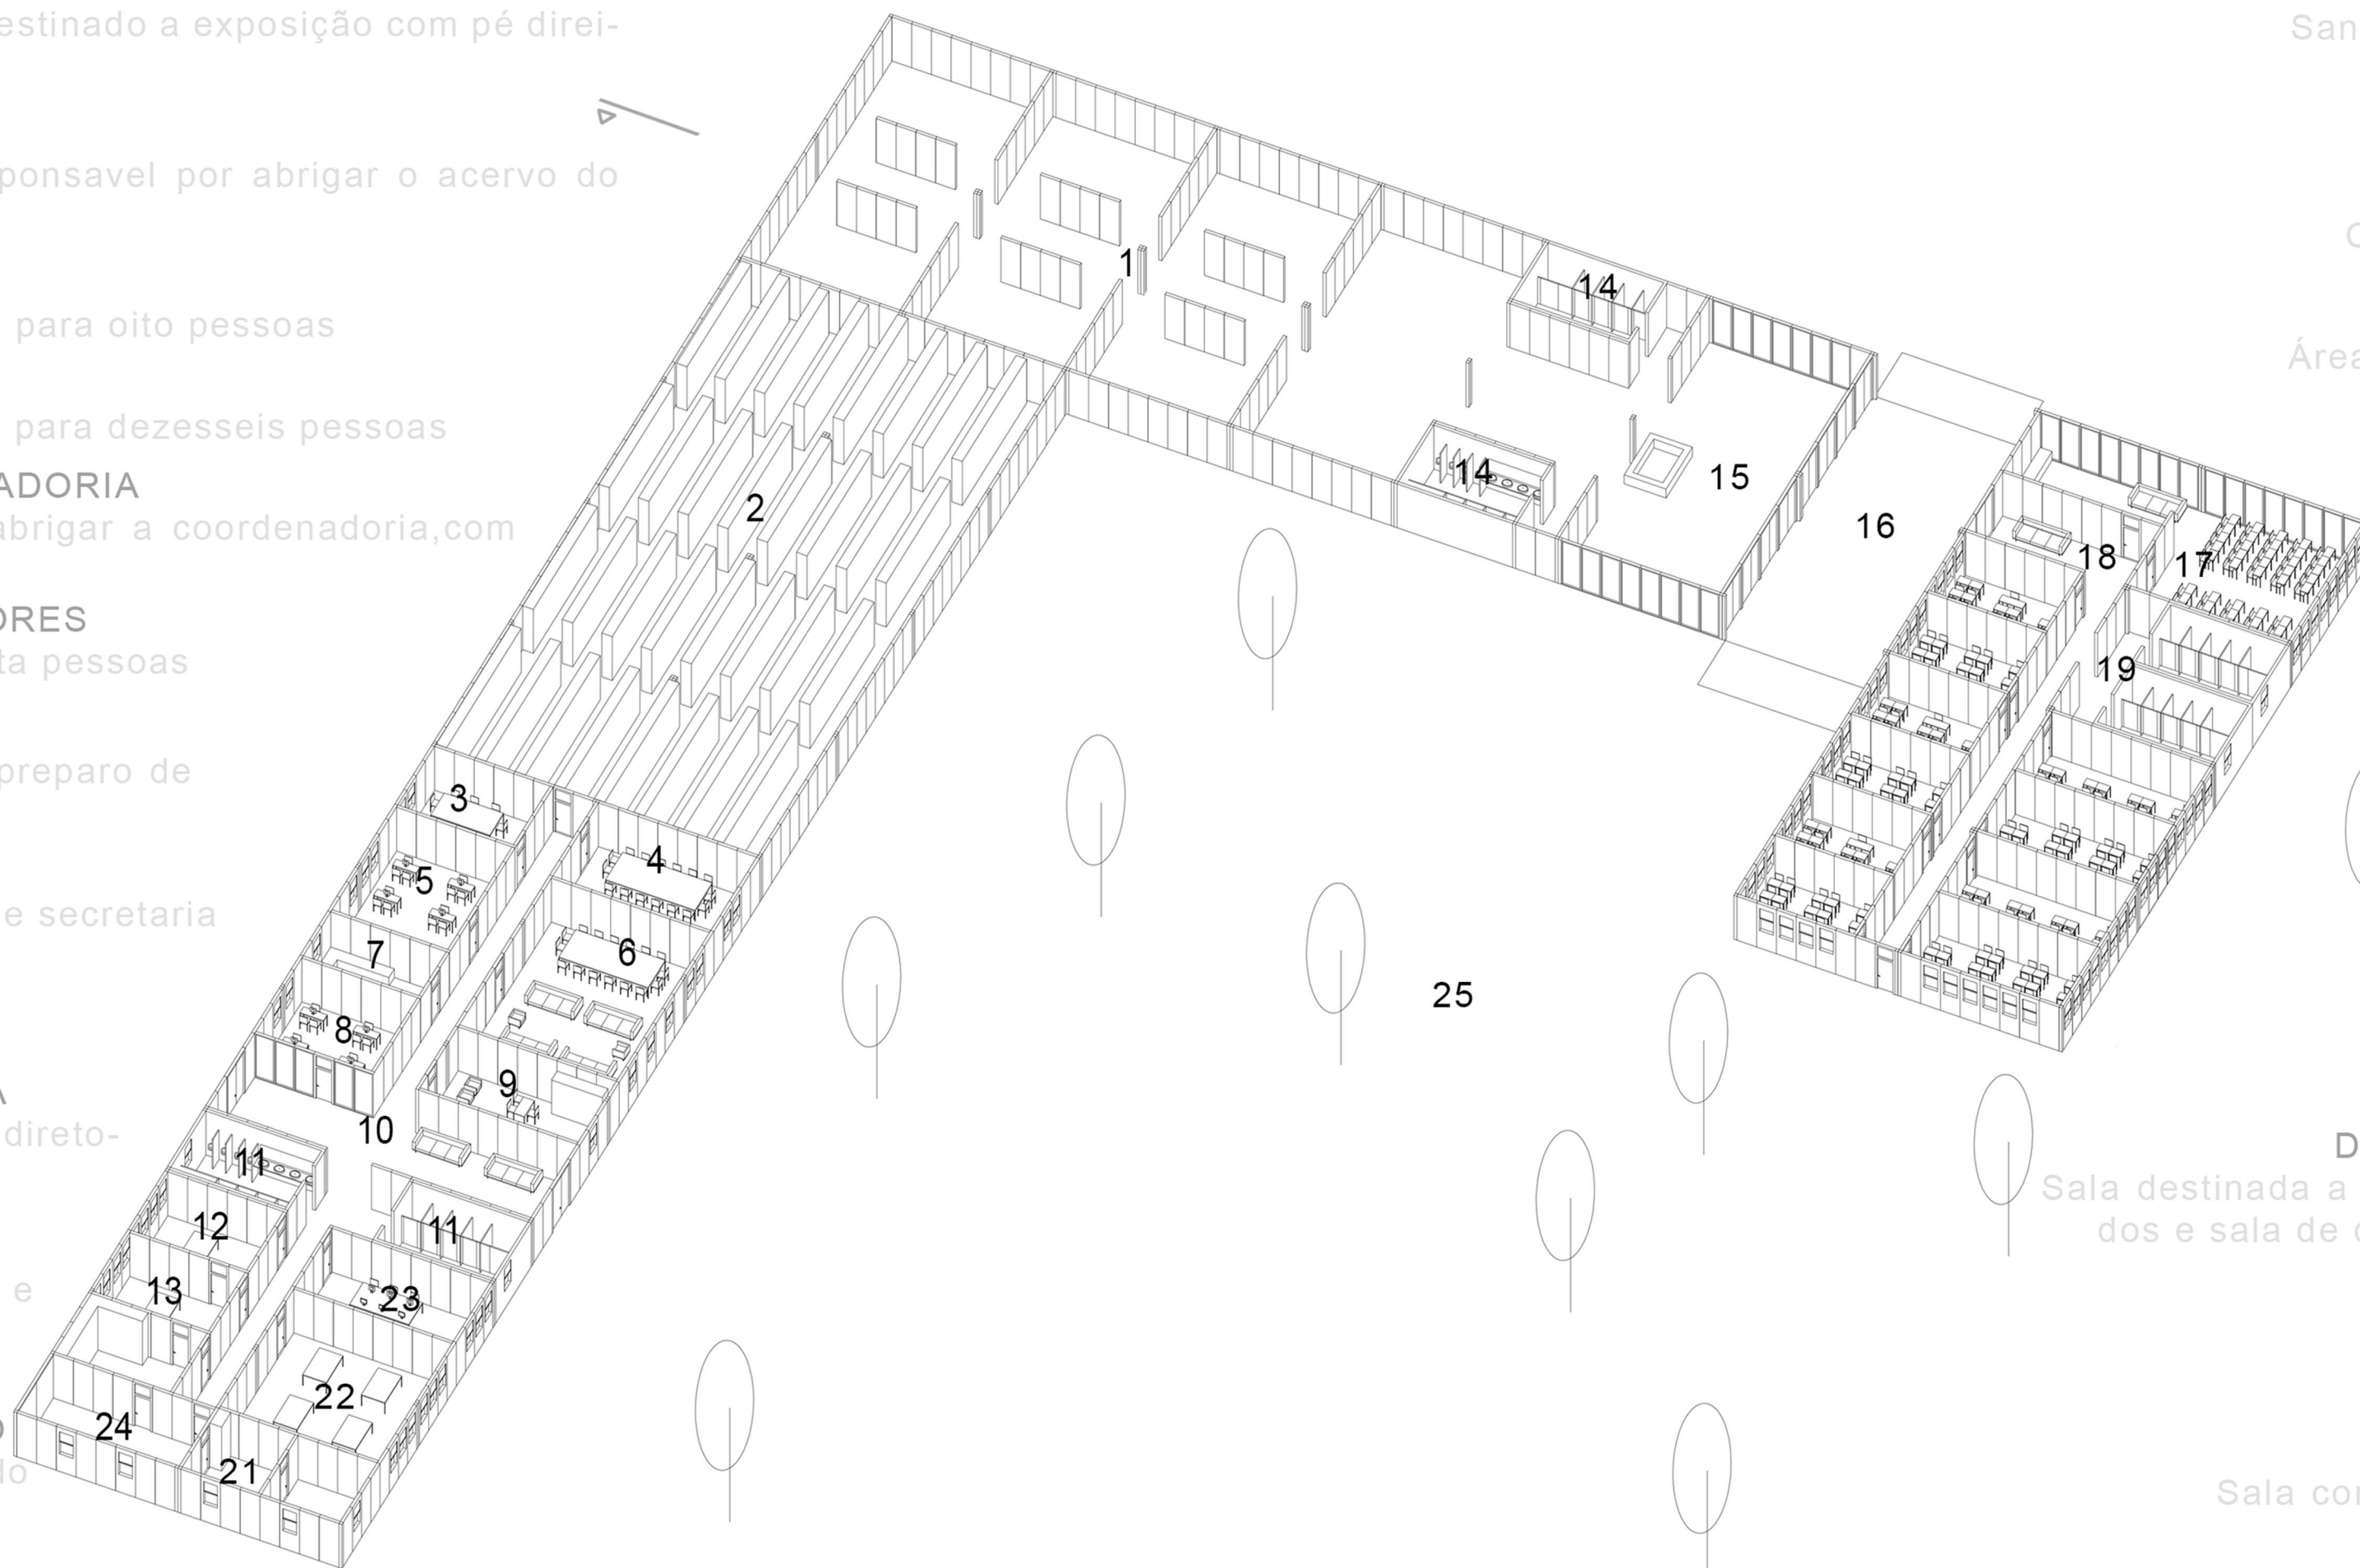 estinado a exposição com pé direi-
ponsavel por abrigar o acervo do
para oito pessoas
para dezesseis pessoas
ADORIA
abrigar a coordenadoria,com
ORES
ta pessoas
preparo de
e secretaria
A
direto-
e
O
do
1
14
2
14
15
16
18
17
19
3
4
5
6
7
8
9
10
11
11
12
13
23
22
24
21
25
San
C
Área
D
Sala destinada a
dos e sala de c
Sala con